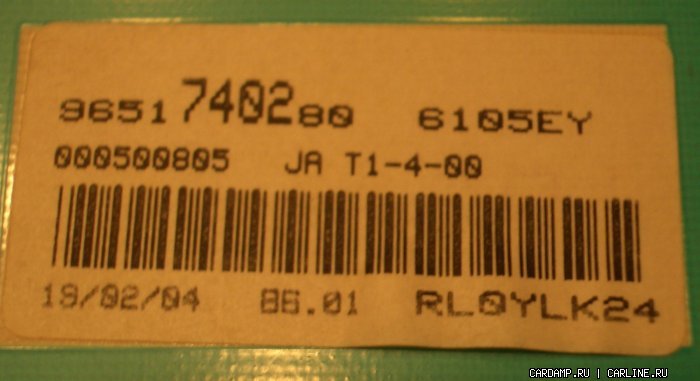 9651740280 6105EY
000500805 JA T1-4-00
19/02/04 86.01 RL0YLK24
CARDAMP.RU | CARLINE.RU